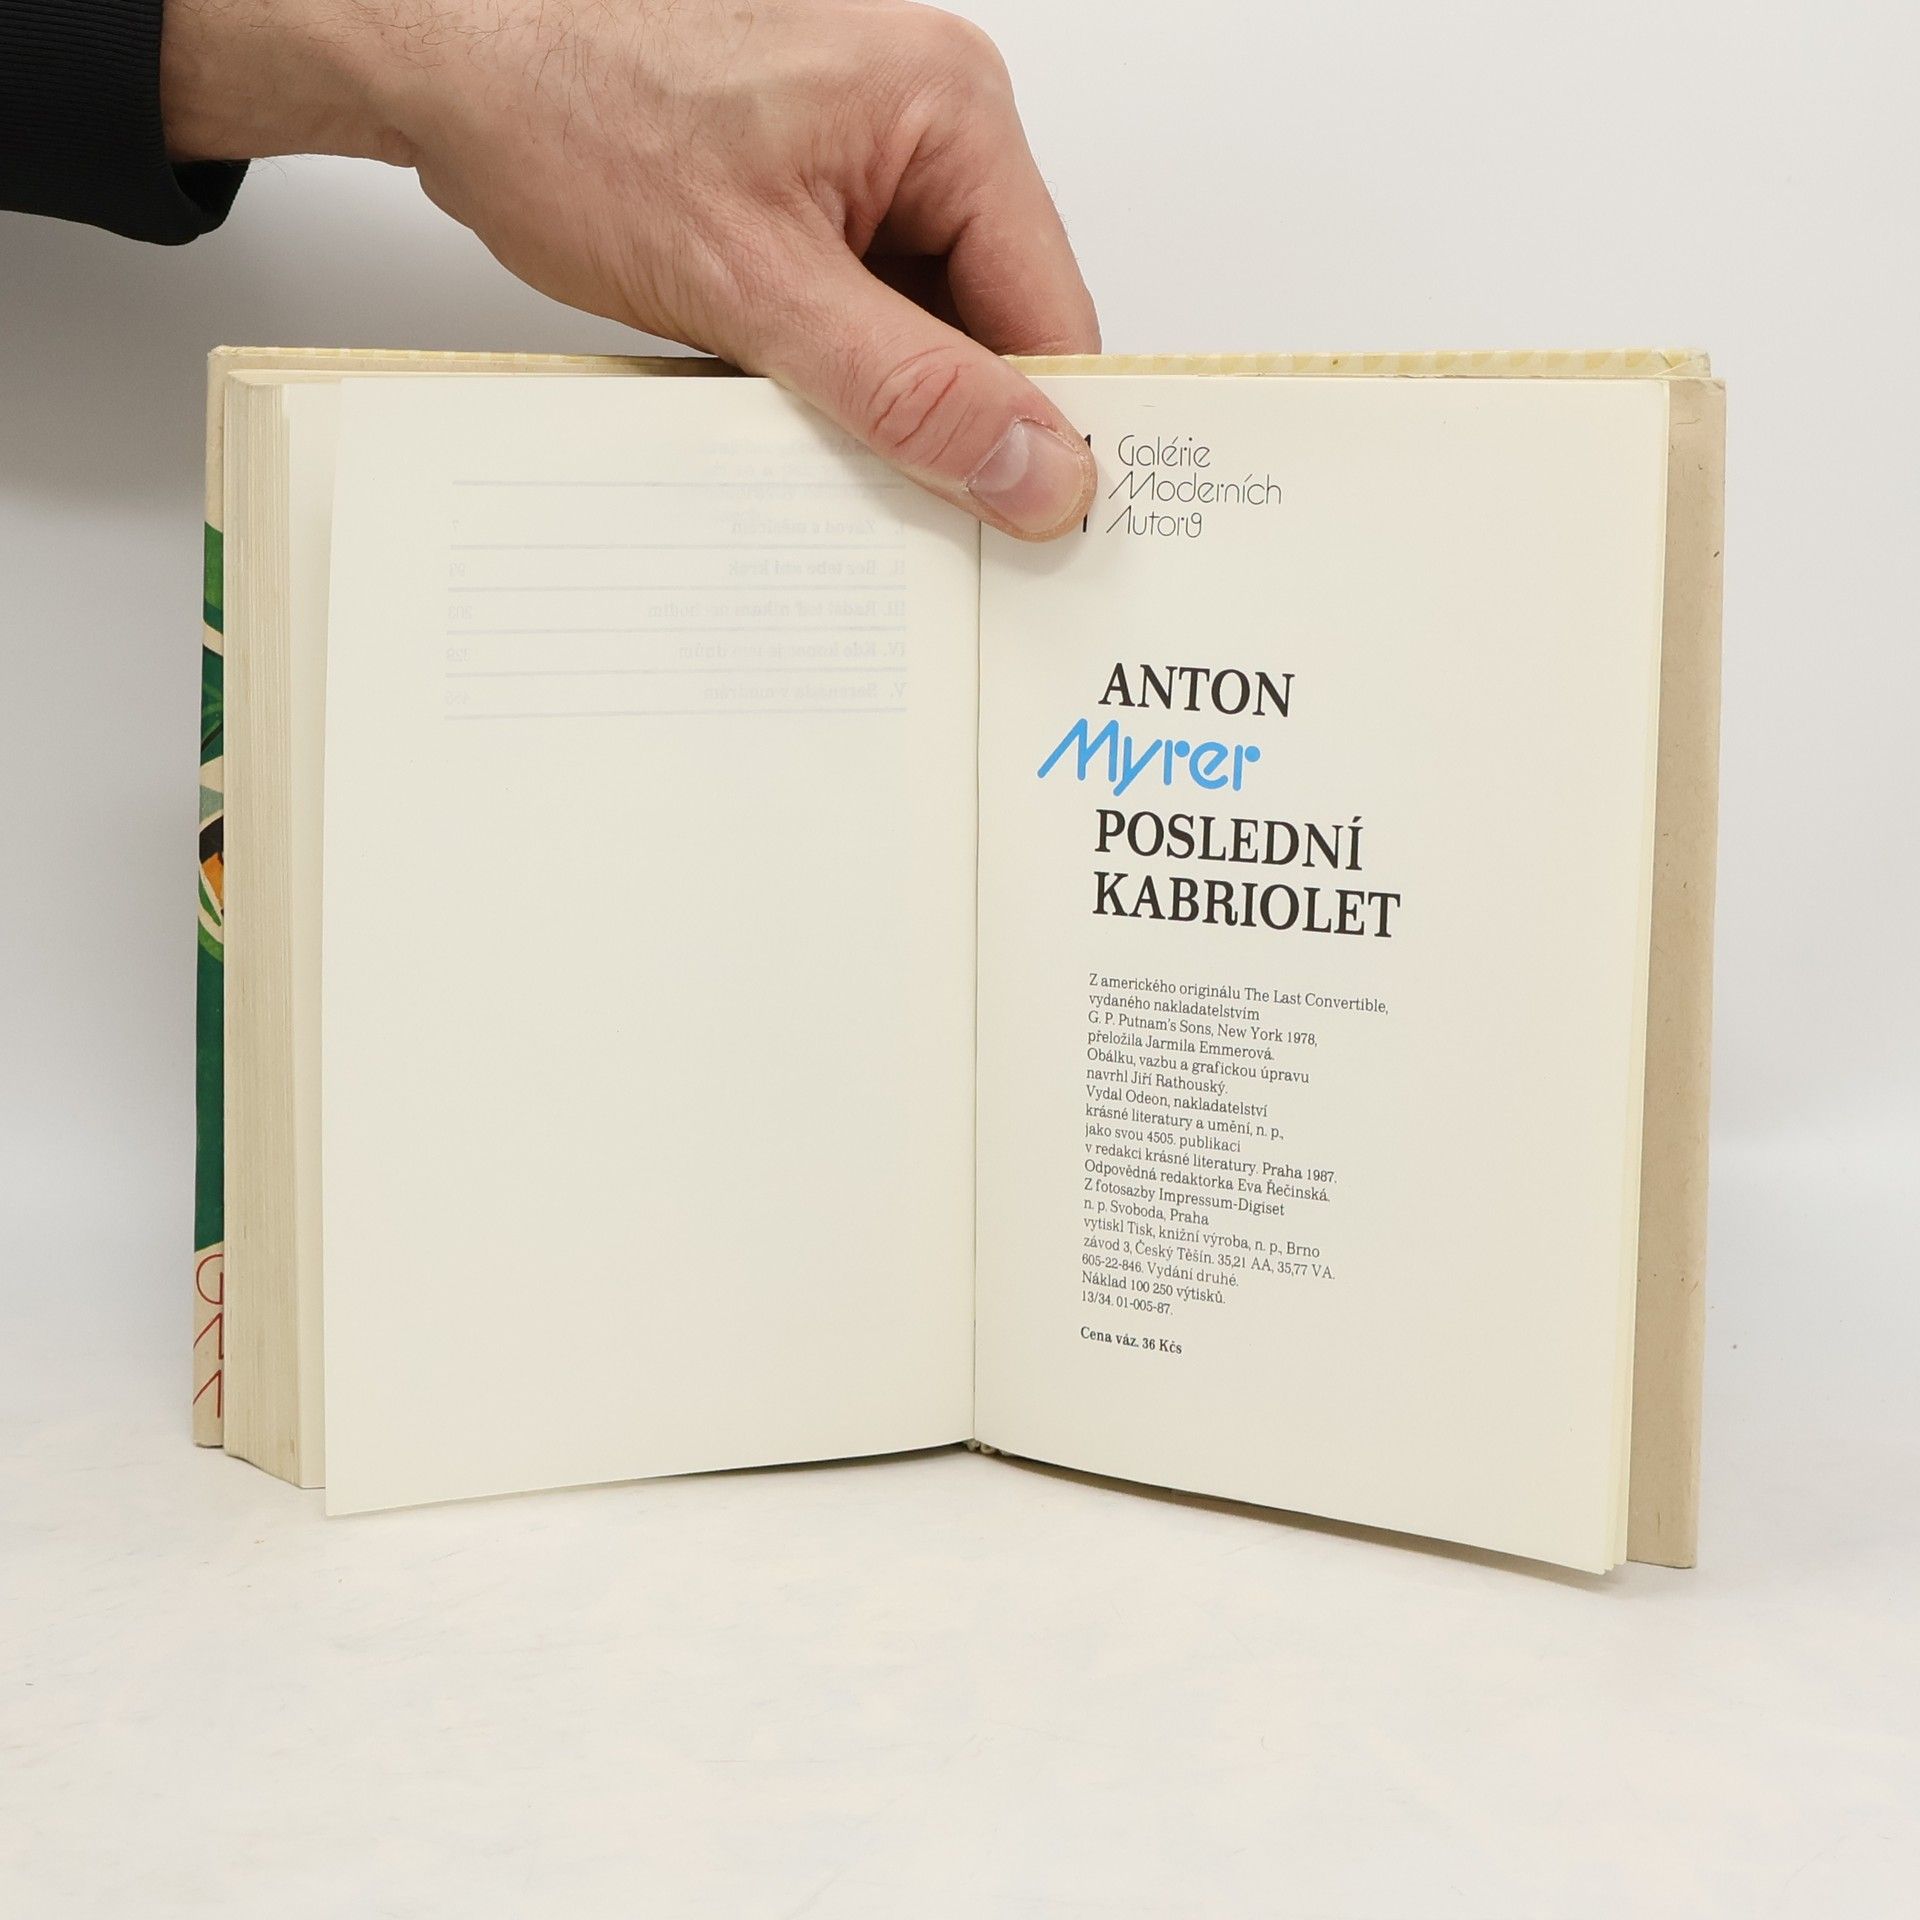 Galérie
Moderních
Autorů
ANTON
Myrer
POSLEDNÍ
KABRIOLET
Z amerického originálu The Last Convertible,
vydaného nakladatelstvím
G. P. Putnam's Sons, New York 1978,
přeložila Jarmila Emmerová.
Obálku, vazbu a grafickou úpravu
navrhl Jiří Rathouský.
Vydal Odeon, nakladatelství
krásné literatury a umění, n. p.,
jako svou 4505. publikaci
v redakci krásné literatury. Praha 1987.
Odpovědná redaktorka Eva Řečinská.
Z fotosazby Impressum-Digiset
n. p. Svoboda, Praha
vytiskl Tisk, knižní výroba, n. p., Brno
závod 3, Český Těšín. 35,21 AA, 35,77 VA.
605-22-846. Vydání druhé.
Náklad 100 250 výtisků.
13/34. 01-005-87.
Cena váz. 36 Kčs